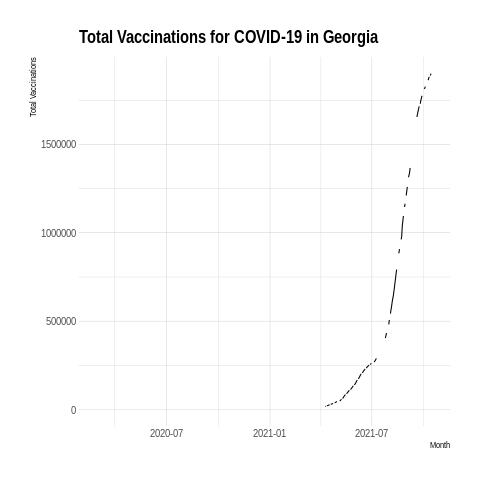 Total Vaccinations for COVID-19 in Georgia
Total Vaccinations
1500000
1000000
500000
0
2020-07
2021-01
2021-07
Month